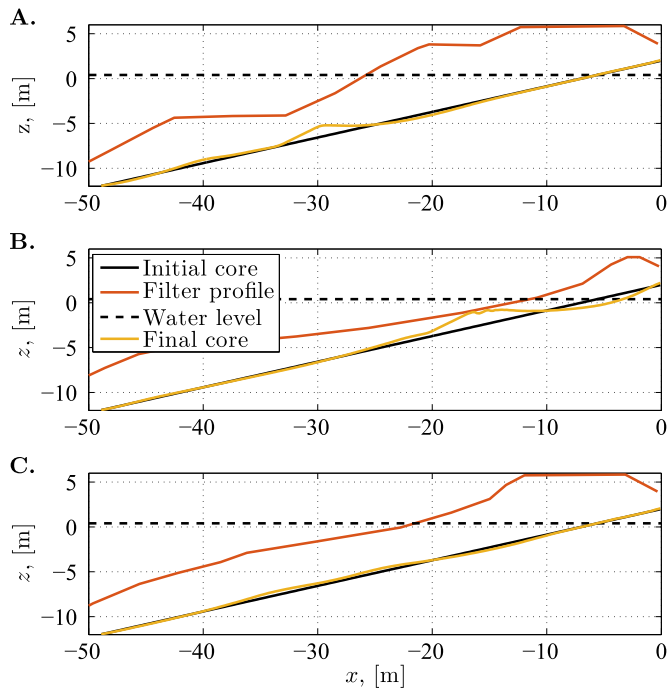 A.
z, [m]
5
0
−5
−10
−50 −40 −30 −20 −10 0
B.
Initial core
Filter profile
Water level
Final core
z, [m]
5
0
−5
−10
−50 −40 −30 −20 −10 0
C.
z, [m]
5
0
−5
−10
−50 −40 −30 −20 −10 0
x, [m]